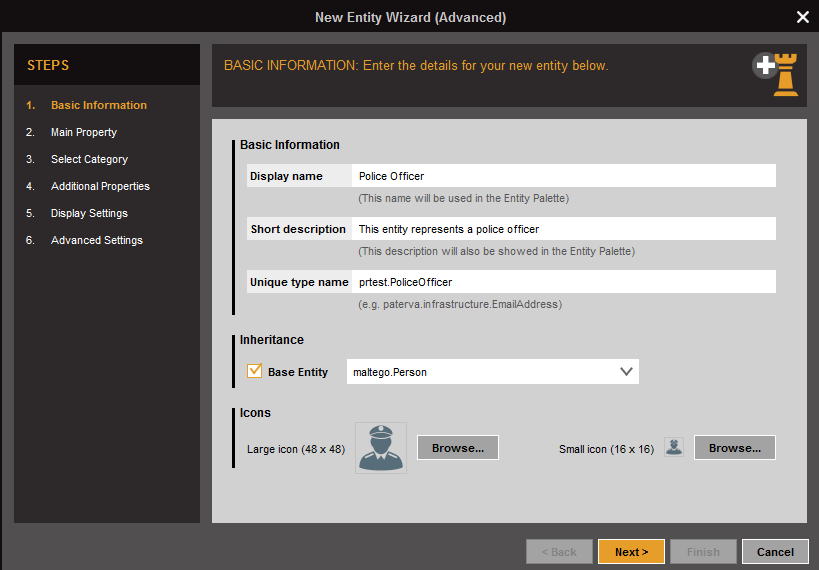 New Entity Wizard (Advanced)
STEPS
1. Basic Information
2. Main Property
3. Select Category
4. Additional Properties
5. Display Settings
6. Advanced Settings
BASIC INFORMATION: Enter the details for your new entity below.
Basic Information
Display name Police Officer
(This name will be used in the Entity Palette)
Short description This entity represents a police officer
(This description will also be showed in the Entity Palette)
Unique type name prtest.PoliceOfficer
(e.g. paterva.infrastructure.EmailAddress)
Inheritance
Base Entity maltego.Person
Icons
Large icon (48 x 48) Browse... Small icon (16 x 16) Browse...
< Back Next > Finish Cancel